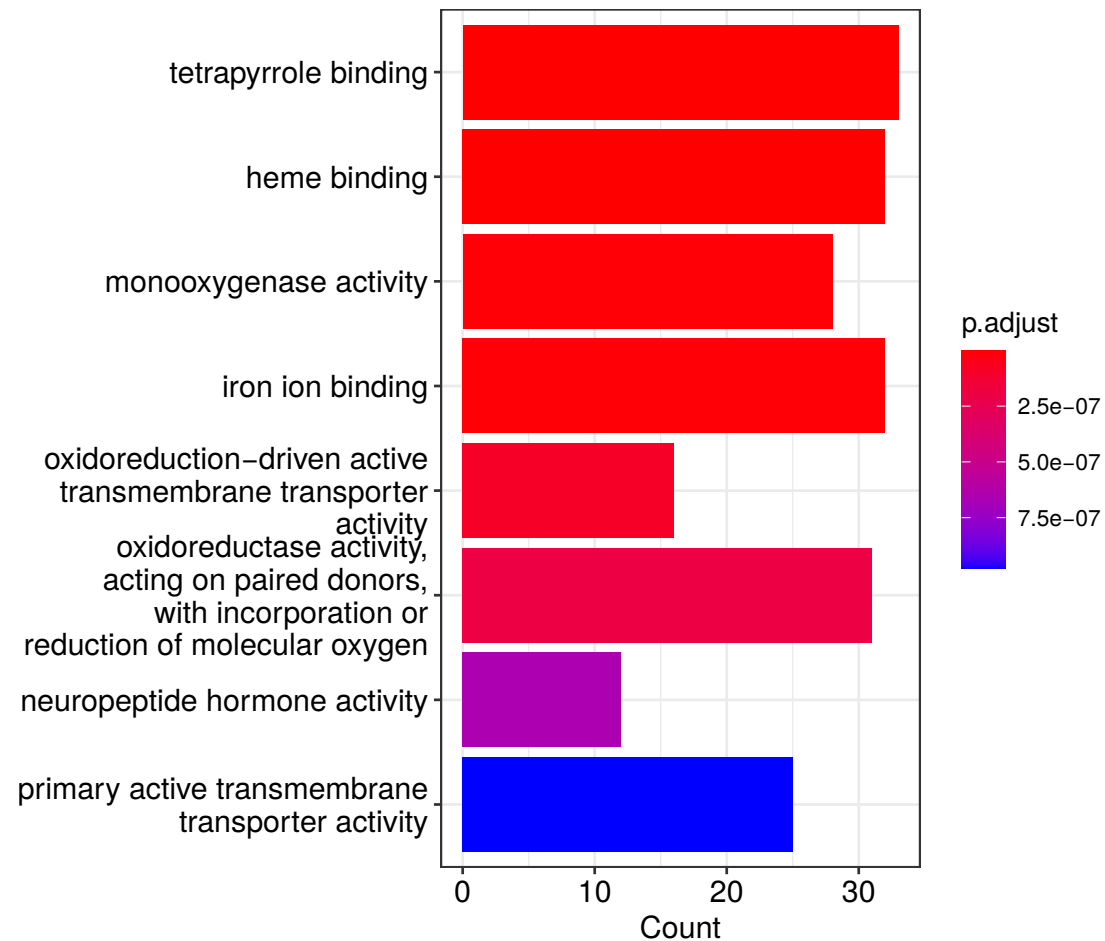 tetrapyrrole binding
heme binding
monooxygenase activity
iron ion binding
oxidoreduction−driven active
transmembrane transporter
activity
oxidoreductase activity,
acting on paired donors,
with incorporation or
reduction of molecular oxygen
neuropeptide hormone activity
primary active transmembrane
transporter activity
0 10 20 30
Count
p.adjust
2.5e−07
5.0e−07
7.5e−07